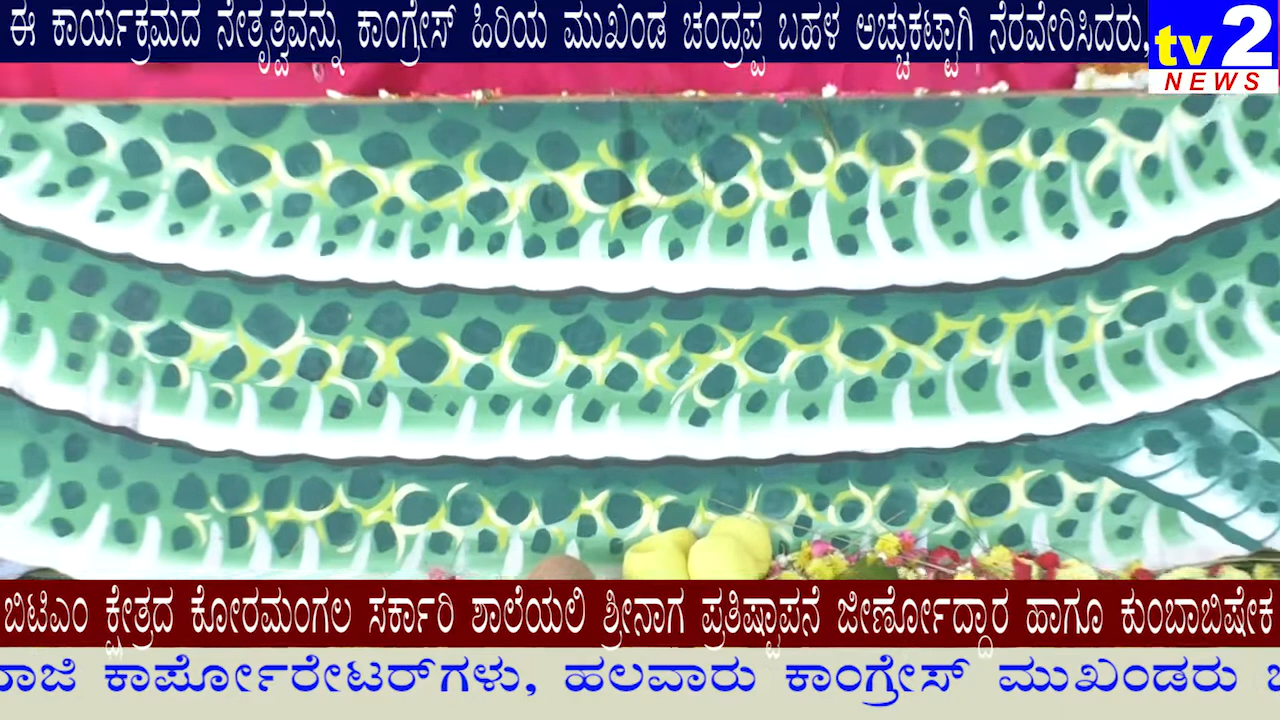 ಈ ಕಾರ್ಯಕ್ರಮದ ನೇತೃತ್ವವನ್ನು ಕಾಂಗ್ರೇಸ್ ಹಿರಿಯ ಮುಖಂಡ ಚಂದ್ರಪ್ಪ ಬಹಳ ಅಚ್ಚುಕಟ್ಟಾಗಿ ನೆರವೇರಿಸಿದರು,
tv2
NEWS
ಬಿಟಿಎಂ ಕ್ಷೇತ್ರದ ಕೋರಮಂಗಲ ಸರ್ಕಾರಿ ಶಾಲೆಯಲಿ ಶ್ರೀನಾಗ ಪ್ರತಿಷ್ಟಾಪನೆ ಜೀರ್ಣೋದ್ದಾರ ಹಾಗೂ ಕುಂಬಾಬಿಷೇಕ
ಕಾರ್ಪೋರೇಟರ್‌ಗಳು, ಹಲವಾರು ಕಾಂಗ್ರೇಸ್ ಮುಖಂಡರು